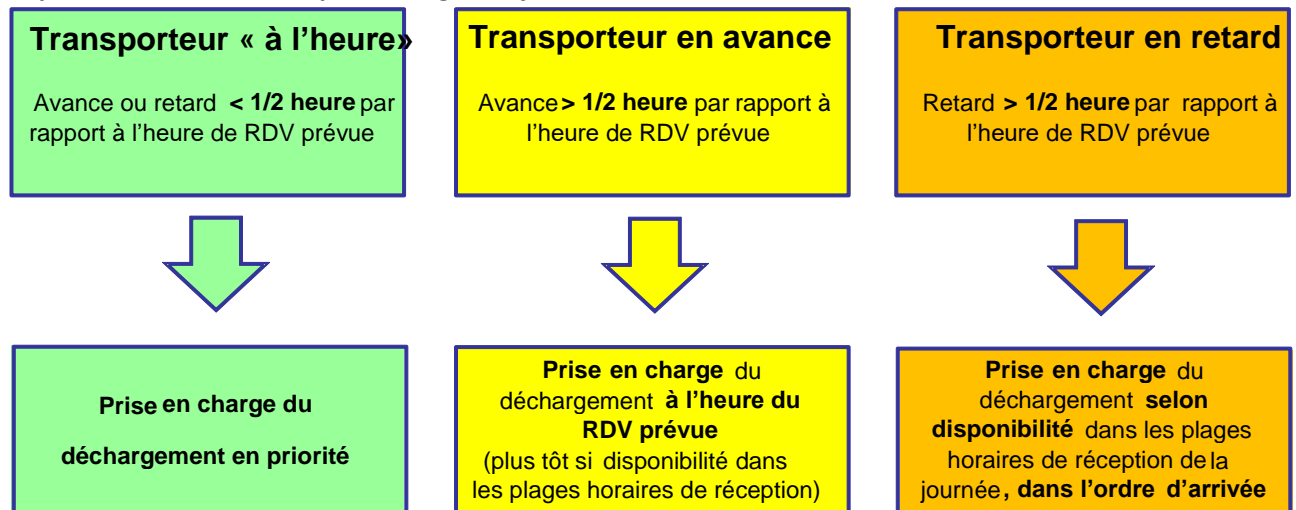 Transporteur « à l'heure»
Avance ou retard < 1/2 heure par
rapport à l'heure de RDV prévue
Transporteur en avance
Avance > 1/2 heure par rapport à
l'heure de RDV prévue
Transporteur en retard
Retard > 1/2 heure par rapport à
l'heure de RDV prévue
Prise en charge du
déchargement en priorité
Prise en charge du
déchargement à l'heure du
RDV prévue
(plus tôt si disponibilité dans
les plages horaires de réception)
Prise en charge du
déchargement selon
disponibilité dans les plages
horaires de réception de la
journée, dans l'ordre d'arrivée